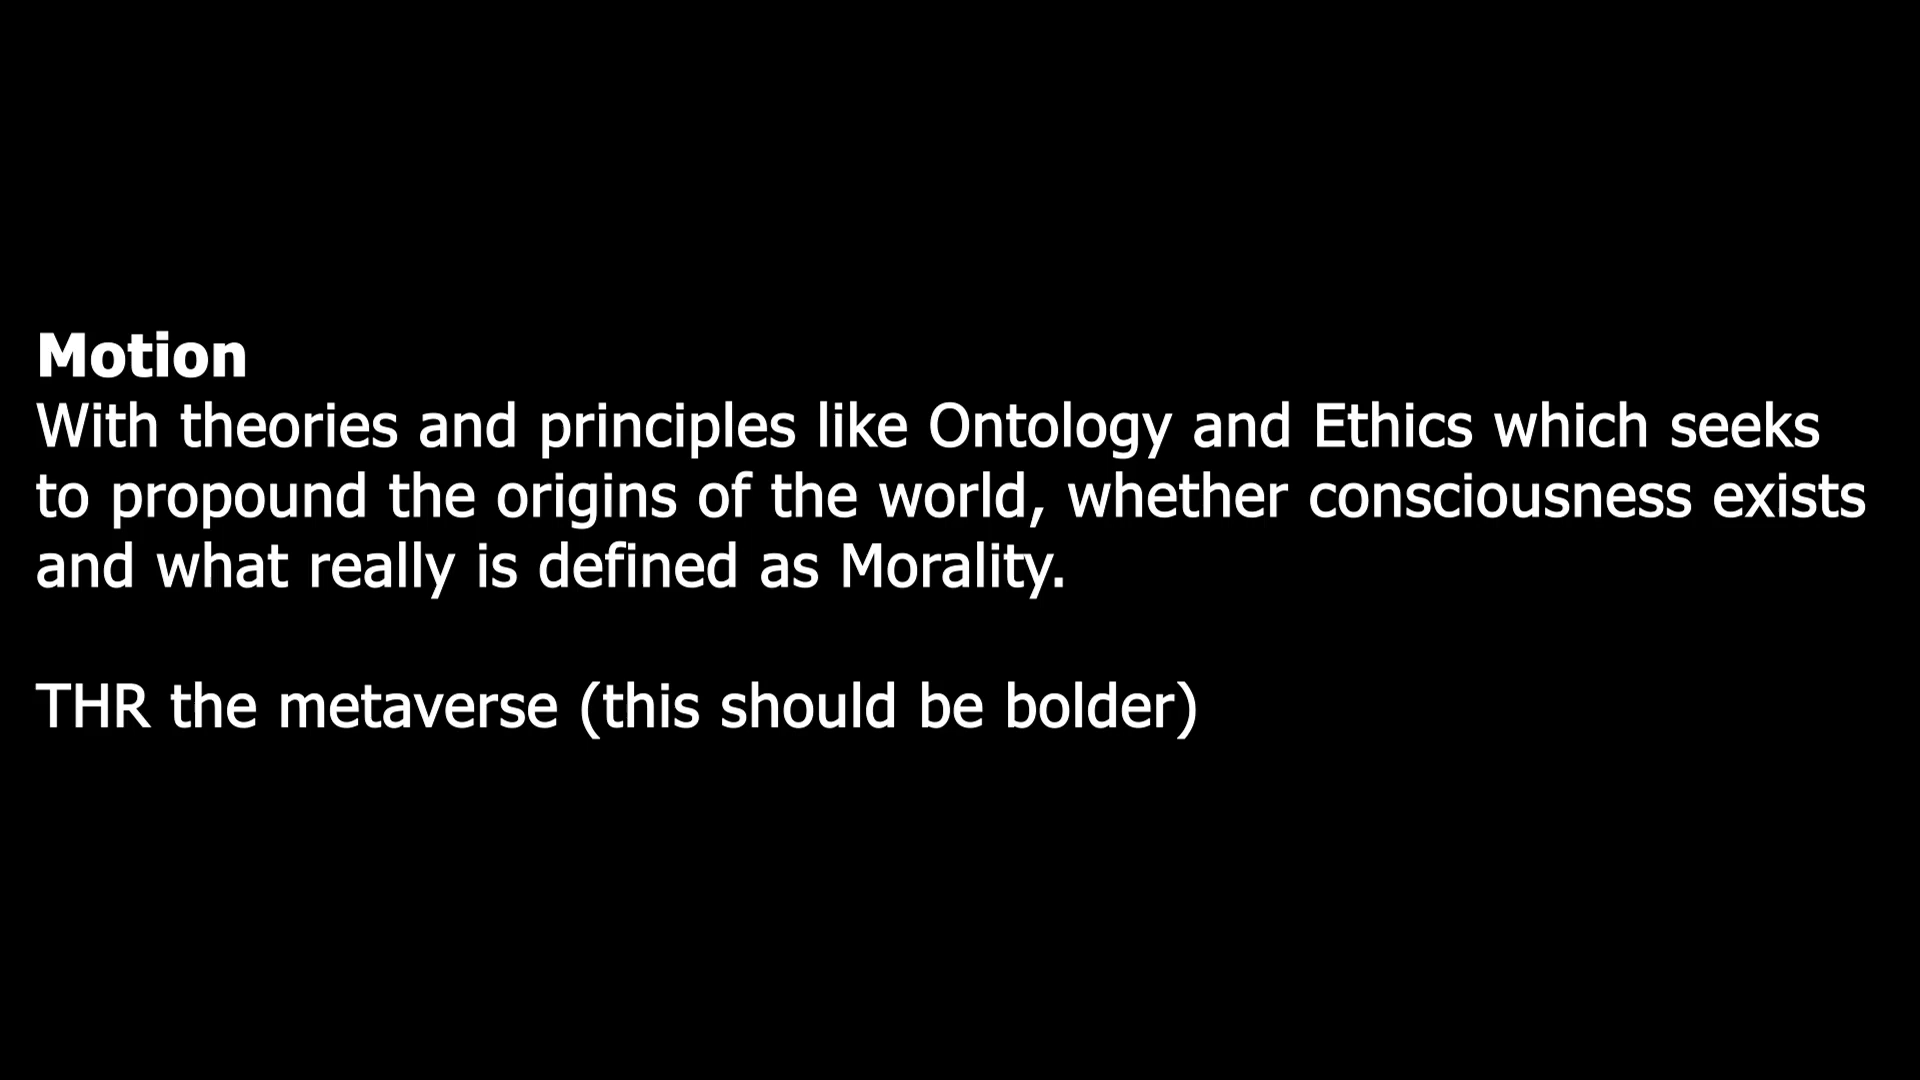 Motion
With theories and principles like Ontology and Ethics which seeks
to propound the origins of the world, whether consciousness exists
and what really is defined as Morality.
THR the metaverse (this should be bolder)